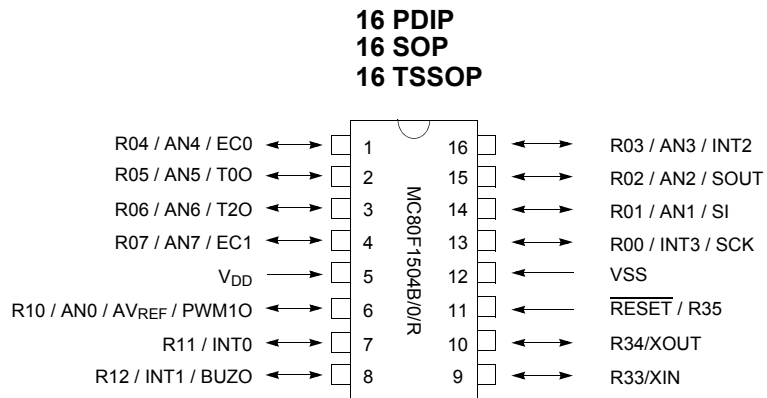 16 PDIP
16 SOP
16 TSSOP
R04 / AN4 / EC0 1 16 R03 / AN3 / INT2
R05 / AN5 / T0O 2 15 R02 / AN2 / SOUT
R06 / AN6 / T2O 3 14 R01 / AN1 / SI
R07 / AN7 / EC1 4 13 R00 / INT3 / SCK
VDD 5 12 VSS
R10 / AN0 / AVREF / PWM1O 6 11 RESET / R35
R11 / INT0 7 10 R34/XOUT
R12 / INT1 / BUZO 8 9 R33/XIN
MC80F1504B/0/R